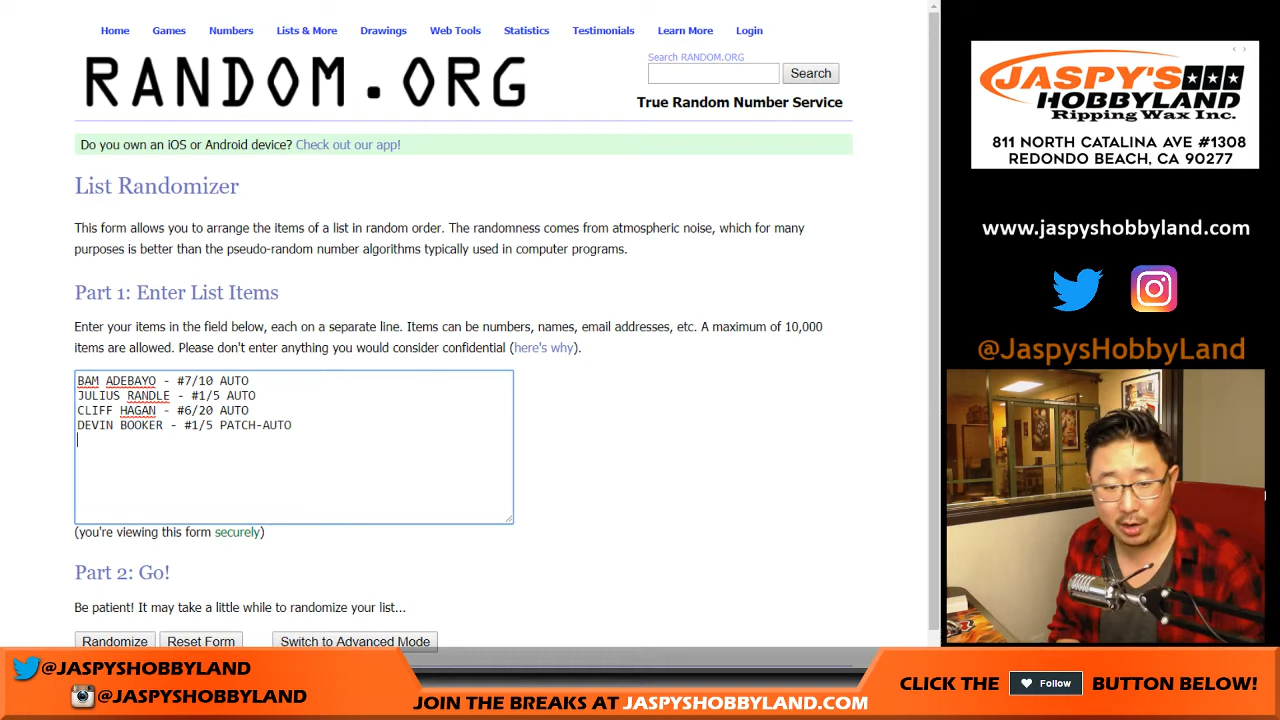 Home Games Numbers Lists & More Drawings Web Tools Statistics Testimonials Learn More Login
RANDOM.ORG
Search RANDOM.ORG
Search
True Random Number Service
Do you own an iOS or Android device? Check out our app!
List Randomizer
This form allows you to arrange the items of a list in random order. The randomness comes from atmospheric noise, which for many
purposes is better than the pseudo-random number algorithms typically used in computer programs.
Part 1: Enter List Items
Enter your items in the field below, each on a separate line. Items can be numbers, names, email addresses, etc. A maximum of 10,000
items are allowed. Please don't enter anything you would consider confidential (here's why).
BAM ADEBAYO - #7/10 AUTO
JULIUS RANDLE - #1/5 AUTO
CLIFF HAGAN - #6/20 AUTO
DEVIN BOOKER - #1/5 PATCH-AUTO
(you're viewing this form securely)
Part 2: Go!
Be patient! It may take a little while to randomize your list...
Randomize Reset Form Switch to Advanced Mode
JASPY'S
HOBBYLAND
Ripping Wax Inc.
811 NORTH CATALINA AVE #1308
REDONDO BEACH, CA 90277
www.jaspyshobbyland.com
@JaspysHobbyLand
@JASPYSHOBBYLAND
@JASPYSHOBBYLAND
JOIN THE BREAKS AT JASPYSHOBBYLAND.COM
CLICK THE Follow BUTTON BELOW!